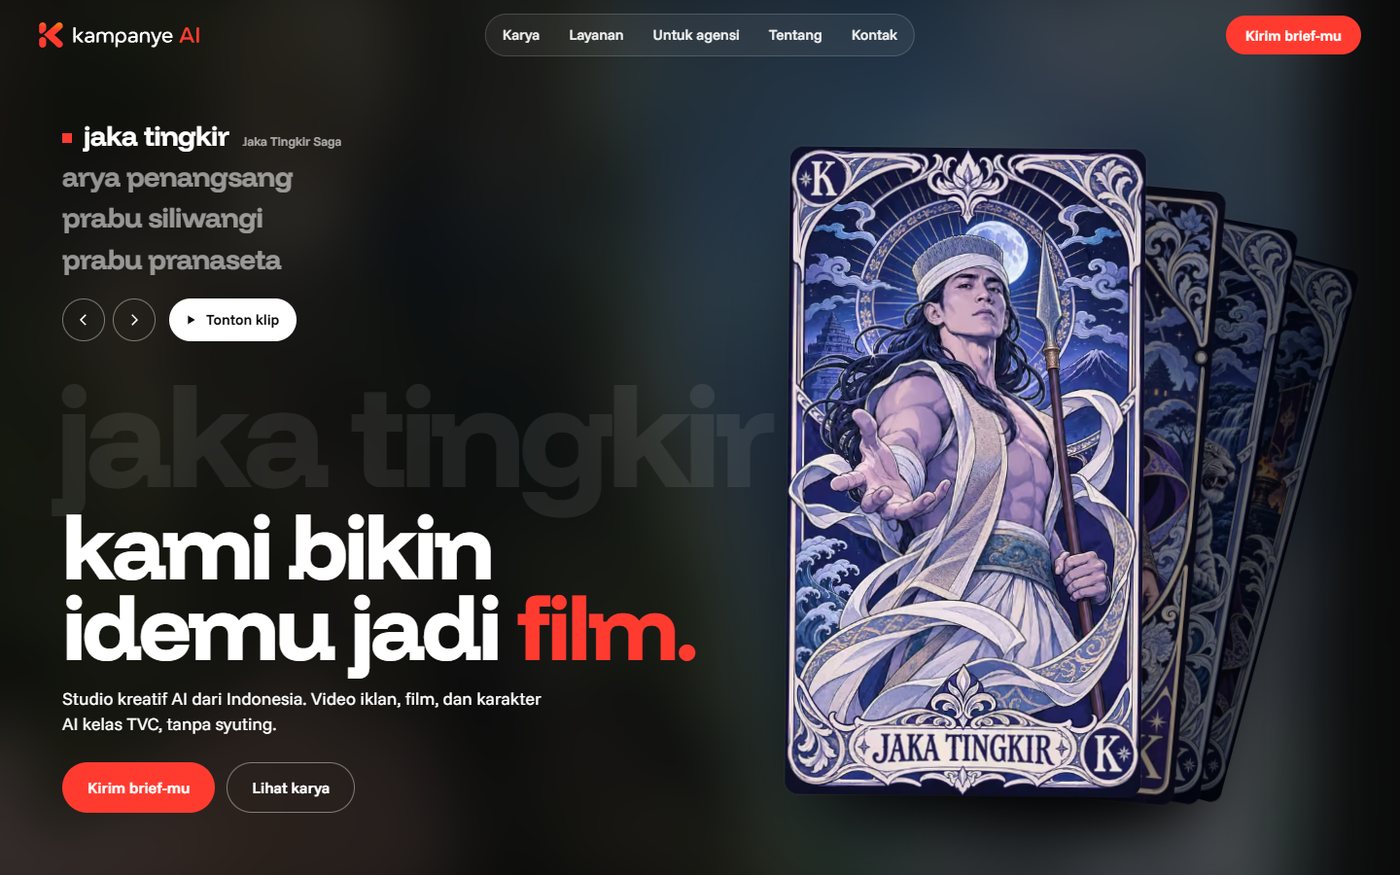 kampanye AI
Karya
Layanan
Untuk agensi
Tentang
Kontak
Kirim brief-mu
jaka tingkir Jaka Tingkir Saga
arya penangsang
prabu siliwangi
prabu pranaseta
Tonton klip
jaka tingkir
kami bikin
idemu jadi film.
Studio kreatif AI dari Indonesia. Video iklan, film, dan karakter
AI kelas TVC, tanpa syuting.
Kirim brief-mu
Lihat karya
K
JAKA TINGKIR
K
K
K